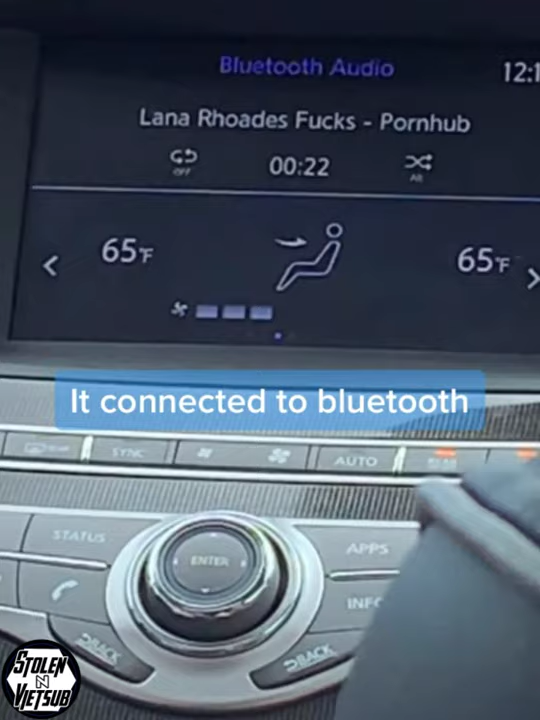 Bluetooth Audio
12:1
Lana Rhoades Fucks - Pornhub
OFF
00:22
All
65°F
65°F
It connected to bluetooth
SYNC
AUTO
STATUS
ENTER
APPS
INFO
BACK
BACK
STOLEN
N
VIETSUB